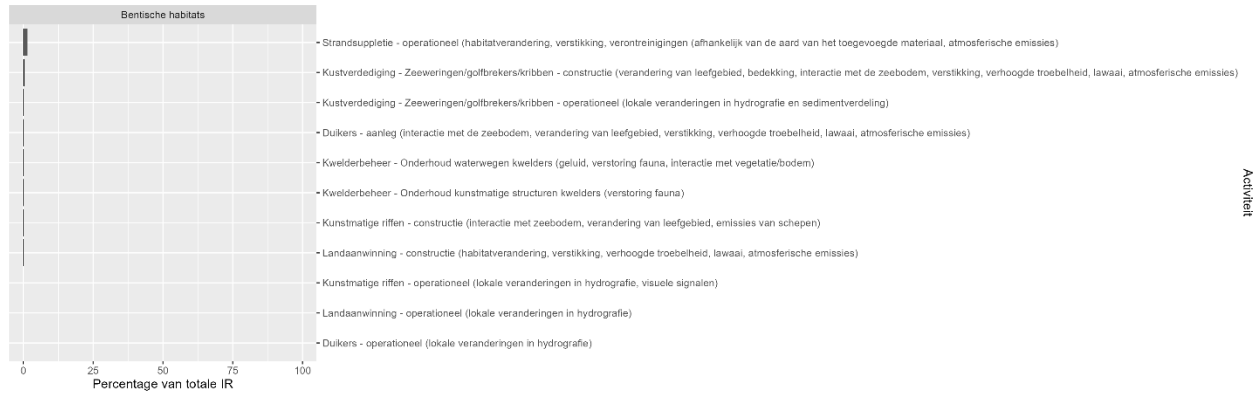 Bentische habitats
Strandsuppletie - operationeel (habitatverandering, verstikking, verontreinigingen (afhankelijk van de aard van het toegevoegde materiaal, atmosferische emissies)
Kustverdediging - Zeeweringen/golfbrekers/kribben - constructie (verandering van leefgebied, bedekking, interactie met de zeebodem, verstikking, verhoogde troebelheid, lawaai, atmosferische emissies)
Kustverdediging - Zeeweringen/golfbrekers/kribben - operationeel (lokale veranderingen in hydrografie en sedimentverdeling)
Duikers - aanleg (interactie met de zeebodem, verandering van leefgebied, verstikking, verhoogde troebelheid, lawaai, atmosferische emissies)
Kwelderbeheer - Onderhoud waterwegen kwelders (geluid, verstoring fauna, interactie met vegetatie/bodem)
Kwelderbeheer - Onderhoud kunstmatige structuren kwelders (verstoring fauna)
Kunstmatige riffen - constructie (interactie met zeebodem, verandering van leefgebied, emissies van schepen)
Landaanwinning - constructie (habitatverandering, verstikking, verhoogde troebelheid, lawaai, atmosferische emissies)
Kunstmatige riffen - operationeel (lokale veranderingen in hydrografie, visuele signalen)
Landaanwinning - operationeel (lokale veranderingen in hydrografie)
Duikers - operationeel (lokale veranderingen in hydrografie)
0 25 50 75 100
Percentage van totale IR
Activiteit